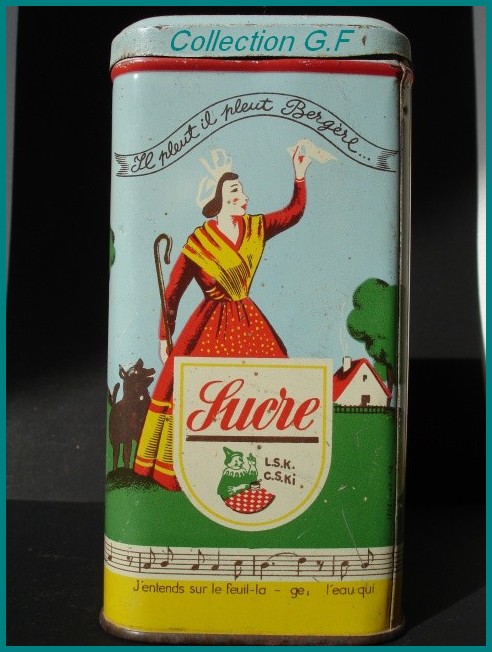 Collection G.F
Il pleut il pleut Bergère...
Sucre
L.S.K.
C.S.Ki
J'entends sur le feuil-la - ge, l'eau qui